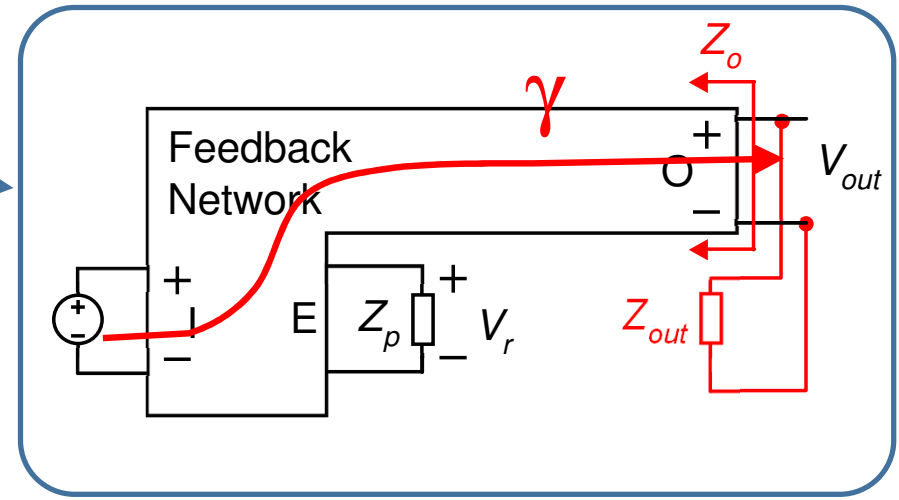 Z_o
γ
Feedback
Network
+
O
−
V_out
+
−
+
I
−
E
Z_p
+
V_r
−
Z_out